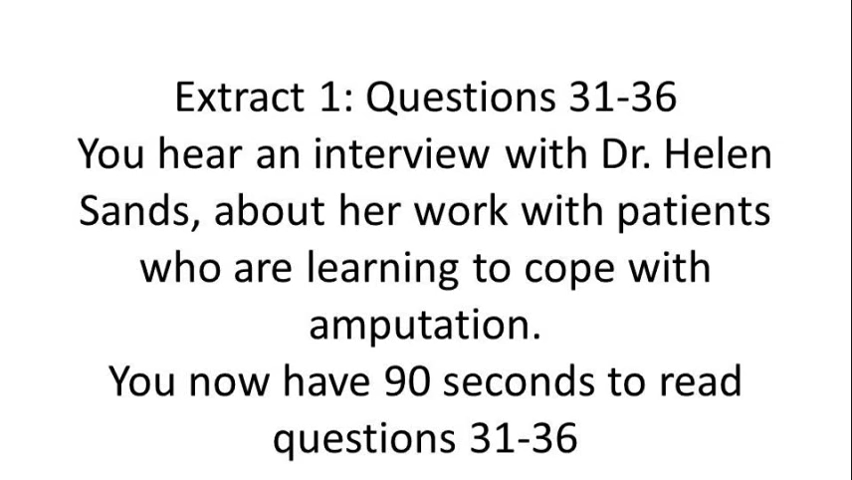 Extract 1: Questions 31-36
You hear an interview with Dr. Helen
Sands, about her work with patients
who are learning to cope with
amputation.
You now have 90 seconds to read
questions 31-36